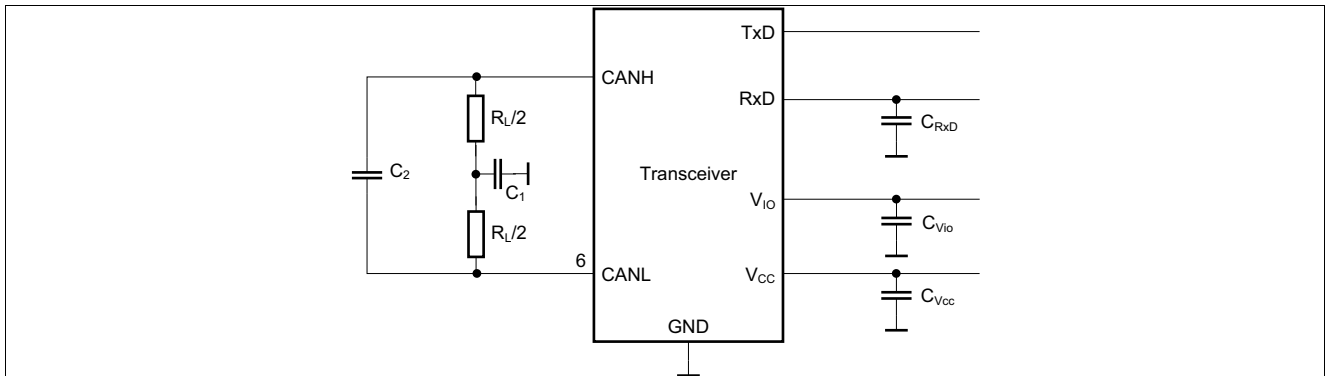 TxD
CANH
RxD
R_L/2
C_RxD
C_2
Transceiver
C_1
V_IO
R_L/2
C_Vio
6
CANL
V_CC
C_Vcc
GND